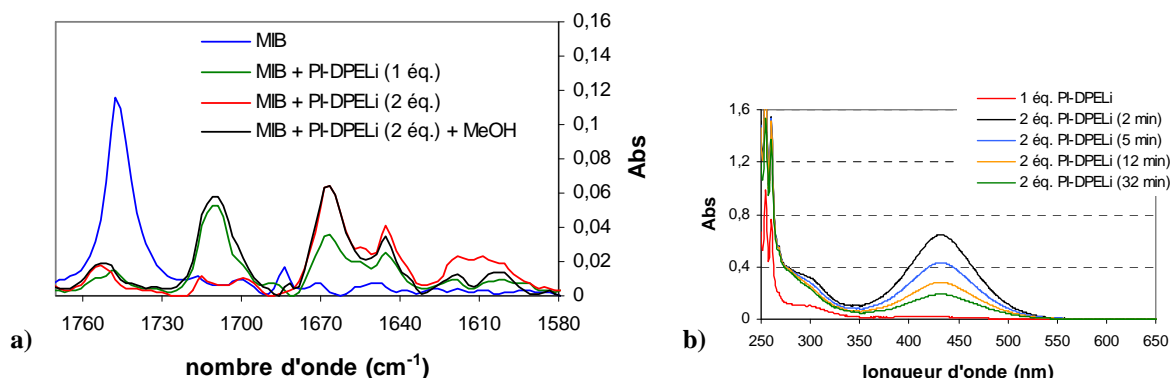 0,16
0,14
0,12
0,10
0,08
0,06
0,04
0,02
0
Abs
MIB
MIB + PI-DPELi (1 éq.)
MIB + PI-DPELi (2 éq.)
MIB + PI-DPELi (2 éq.) + MeOH
1760 1730 1700 1670 1640 1610 1580
a)
nombre d'onde (cm-1)
1 éq. PI-DPELi
2 éq. PI-DPELi (2 min)
2 éq. PI-DPELi (5 min)
2 éq. PI-DPELi (12 min)
2 éq. PI-DPELi (32 min)
1,6
1,2
0,8
0,4
0
Abs
250 300 350 400 450 500 550 600 650
b)
longueur d'onde (nm)